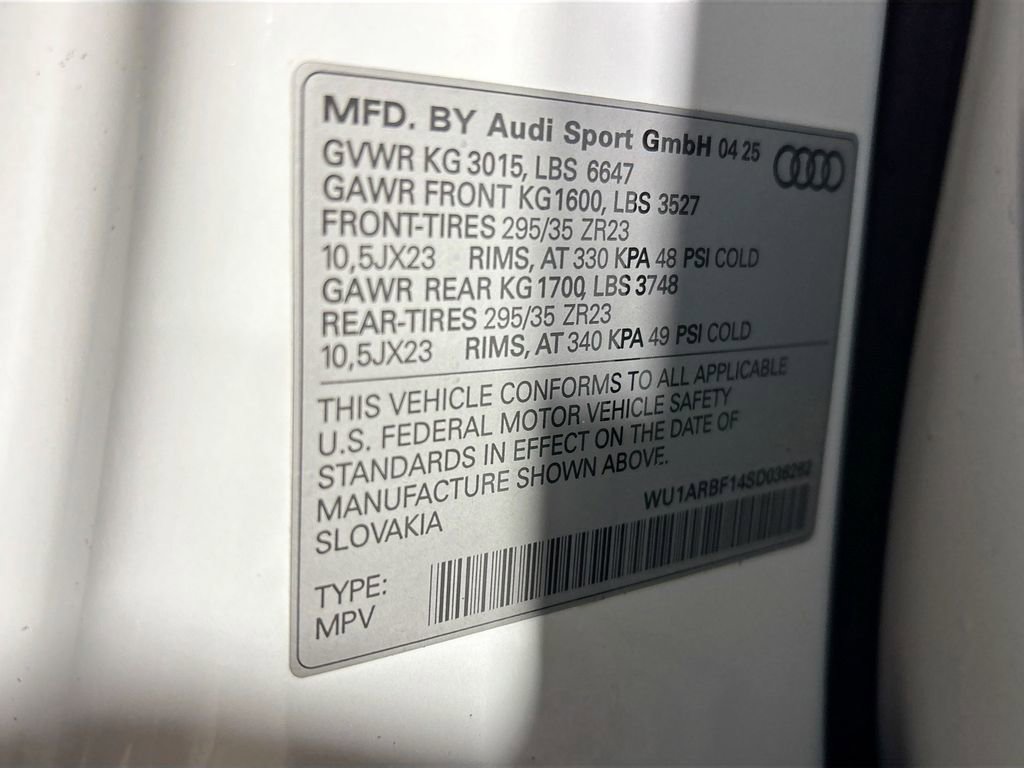 MFD. BY Audi Sport GmbH 04 25
GVWR KG 3015, LBS 6647
GAWR FRONT KG1600, LBS 3527
FRONT-TIRES 295/35 ZR23
10,5JX23 RIMS, AT 330 KPA 48 PSI COLD
GAWR REAR KG1700, LBS 3748
REAR-TIRES 295/35 ZR23
10,5JX23 RIMS, AT 340 KPA 49 PSI COLD
THIS VEHICLE CONFORMS TO ALL APPLICABLE
U.S. FEDERAL MOTOR VEHICLE SAFETY
STANDARDS IN EFFECT ON THE DATE OF
MANUFACTURE SHOWN ABOVE.
SLOVAKIA
TYPE:
MPV